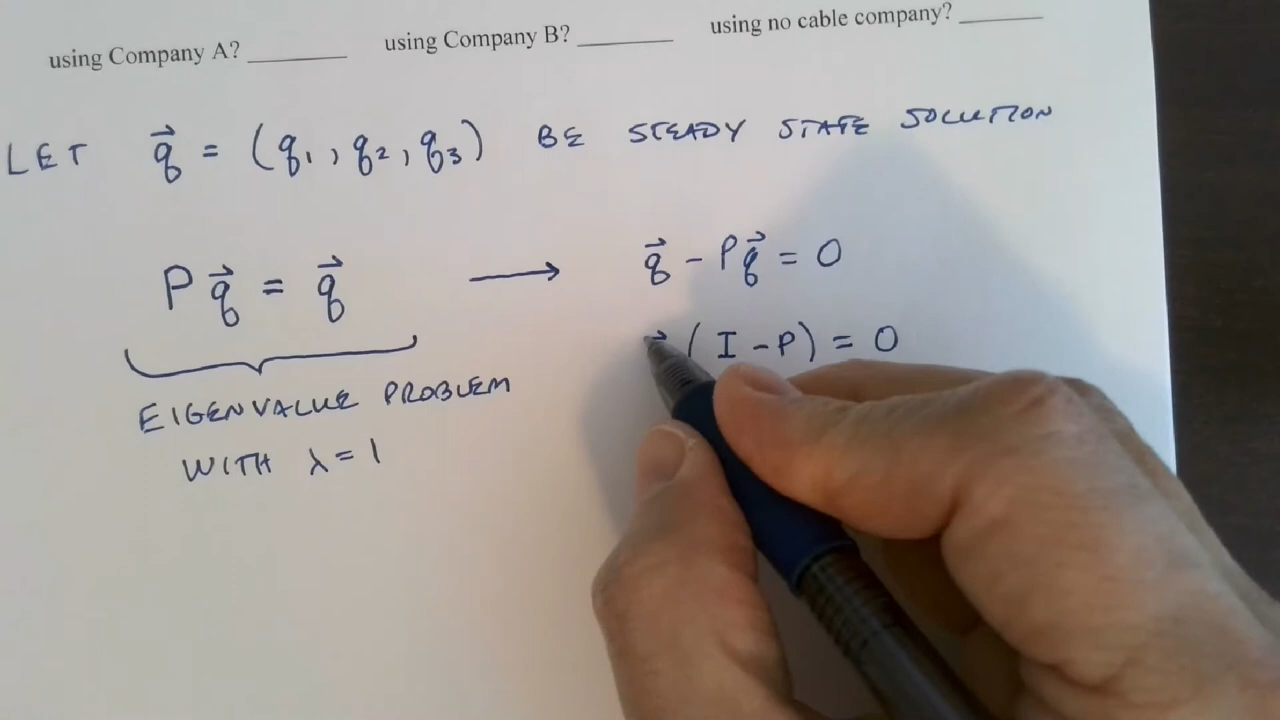 using Company A? ________ using Company B? ________ using no cable company? ________
LET q⃗ = (q₁, q₂, q₃) BE STEADY STATE SOLUTION
P q⃗ = q⃗ ⟶ q⃗ - Pq⃗ = 0
(I - P) = 0
EIGENVALUE PROBLEM
WITH λ = 1